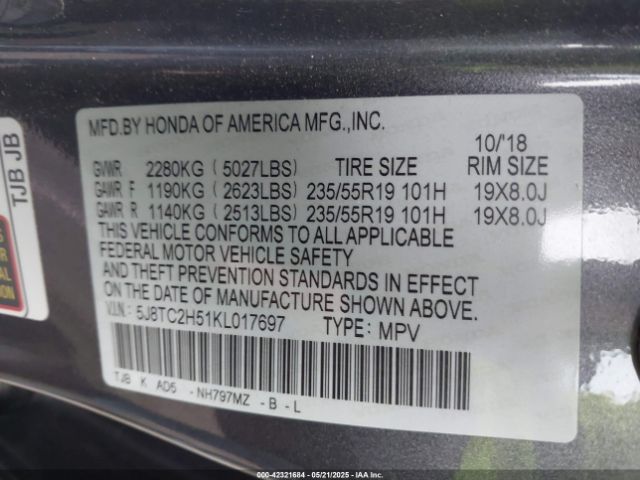 MFD.BY HONDA OF AMERICA MFG.,INC.
10/'18
GVWR 2280KG (5027LBS) TIRE SIZE RIM SIZE
GAWR F 1190KG (2623LBS) 235/55R19 101H 19X8.0J
GAWR R 1140KG (2513LBS) 235/55R19 101H 19X8.0J
THIS VEHICLE CONFORMS TO ALL APPLICABLE
FEDERAL MOTOR VEHICLE SAFETY
AND THEFT PREVENTION STANDARDS IN EFFECT
ON THE DATE OF MANUFACTURE SHOWN ABOVE.
V.I.N.: 5J8TC2H51KL017697 TYPE: MPV
TJB K AD5 -NH797MZ -B -L
TJB JB
000-42321684 - 05/21/2025 - IAA Inc.